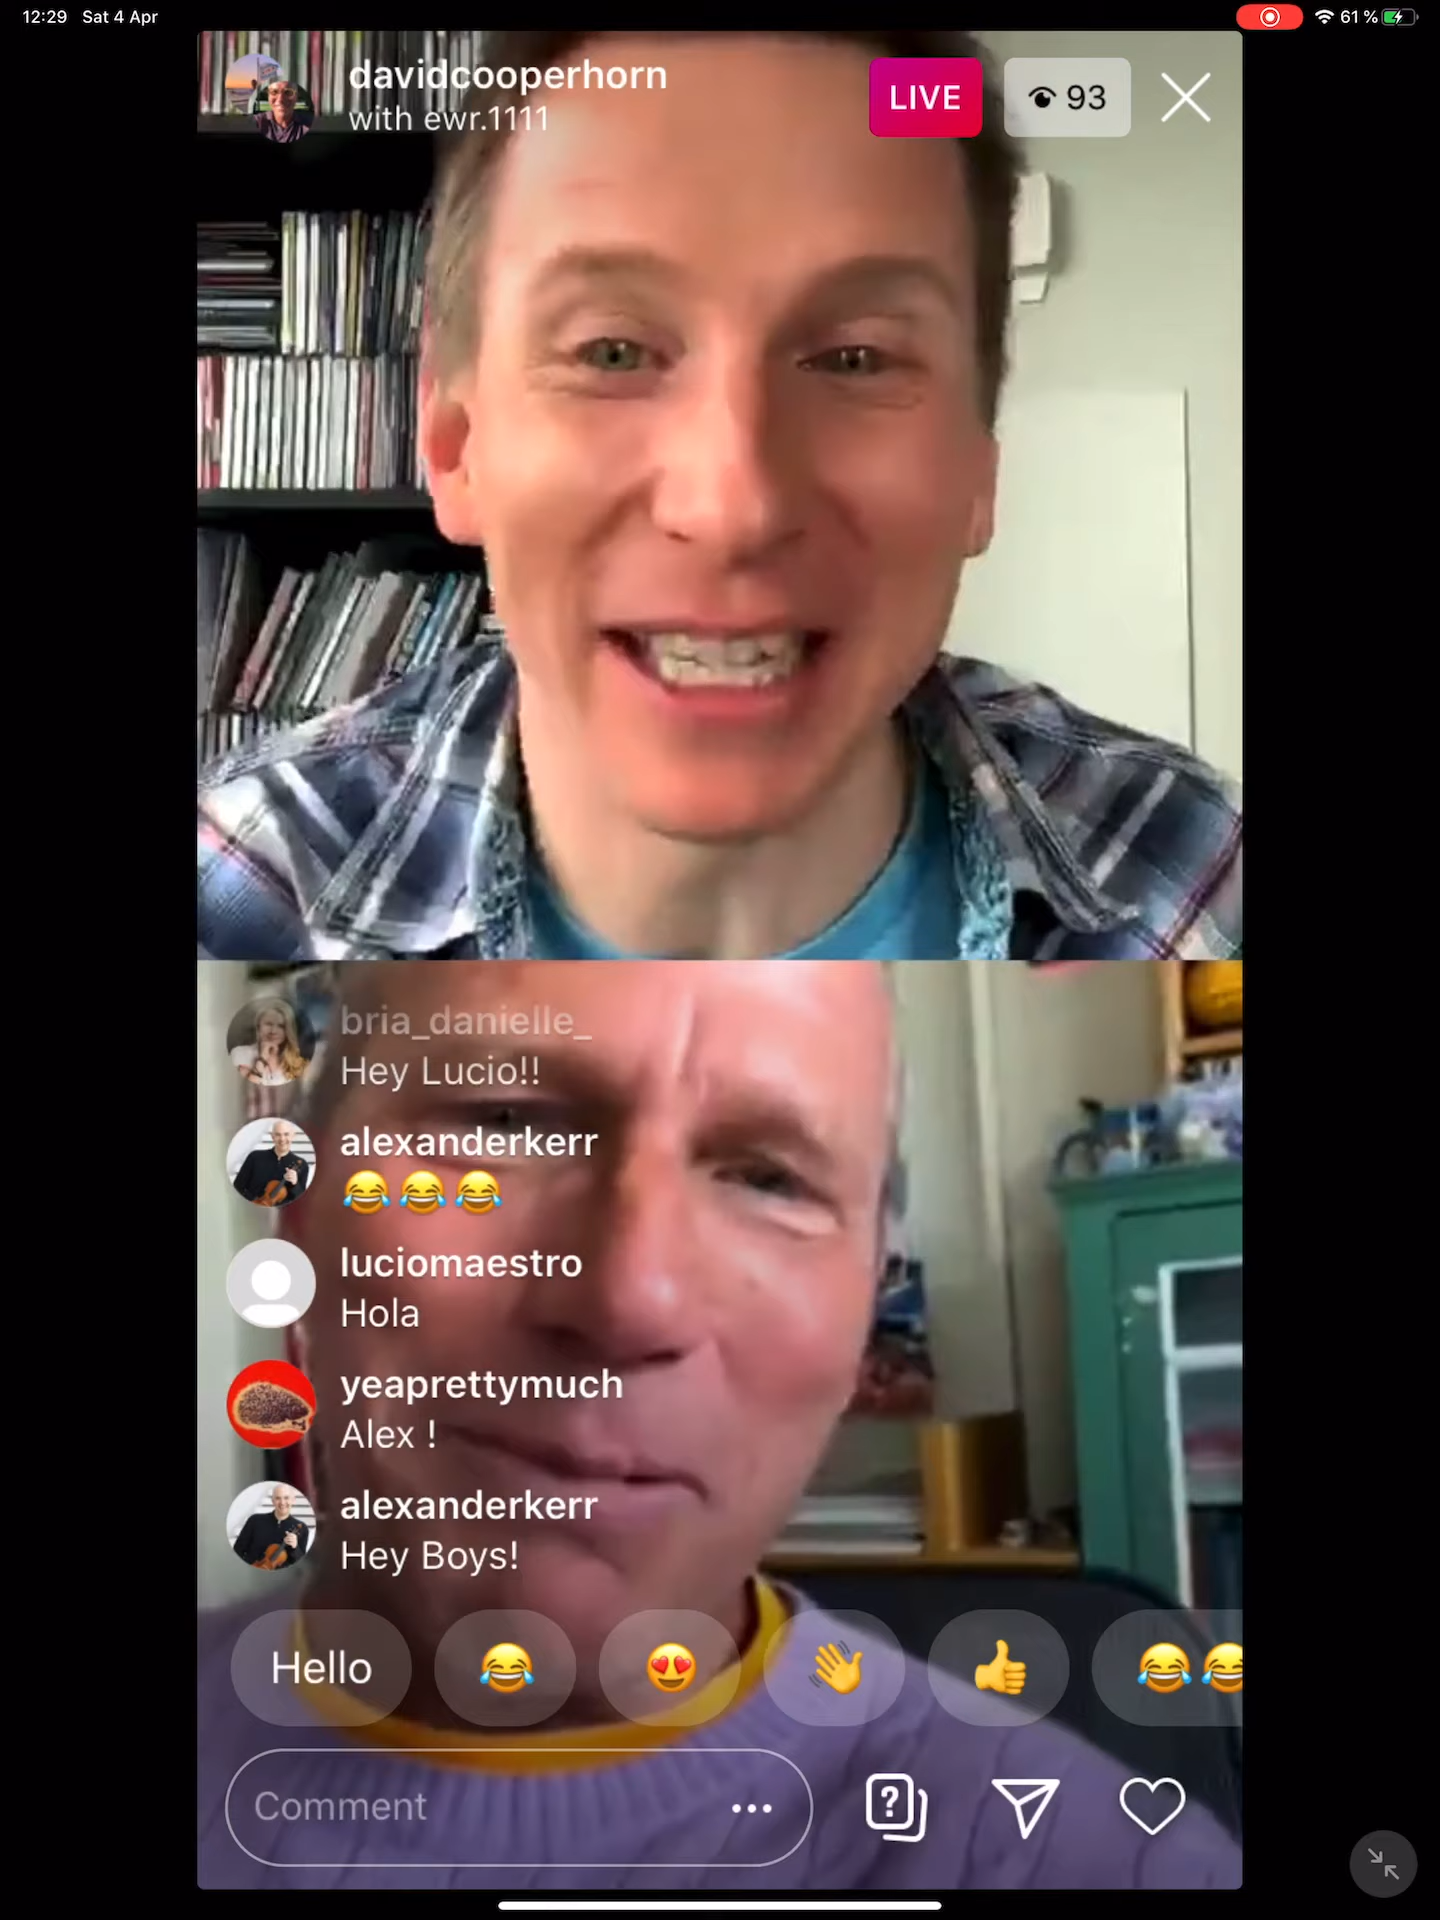 12:29 Sat 4 Apr
61 %
davidcooperhorn
with ewr.1111
LIVE
93
bria_danielle_
Hey Lucio!!
alexanderkerr
😂😂😂
luciomaestro
Hola
yeaprettymuch
Alex !
alexanderkerr
Hey Boys!
Hello 😂 😍 👋 👍 😂😂
Comment
?